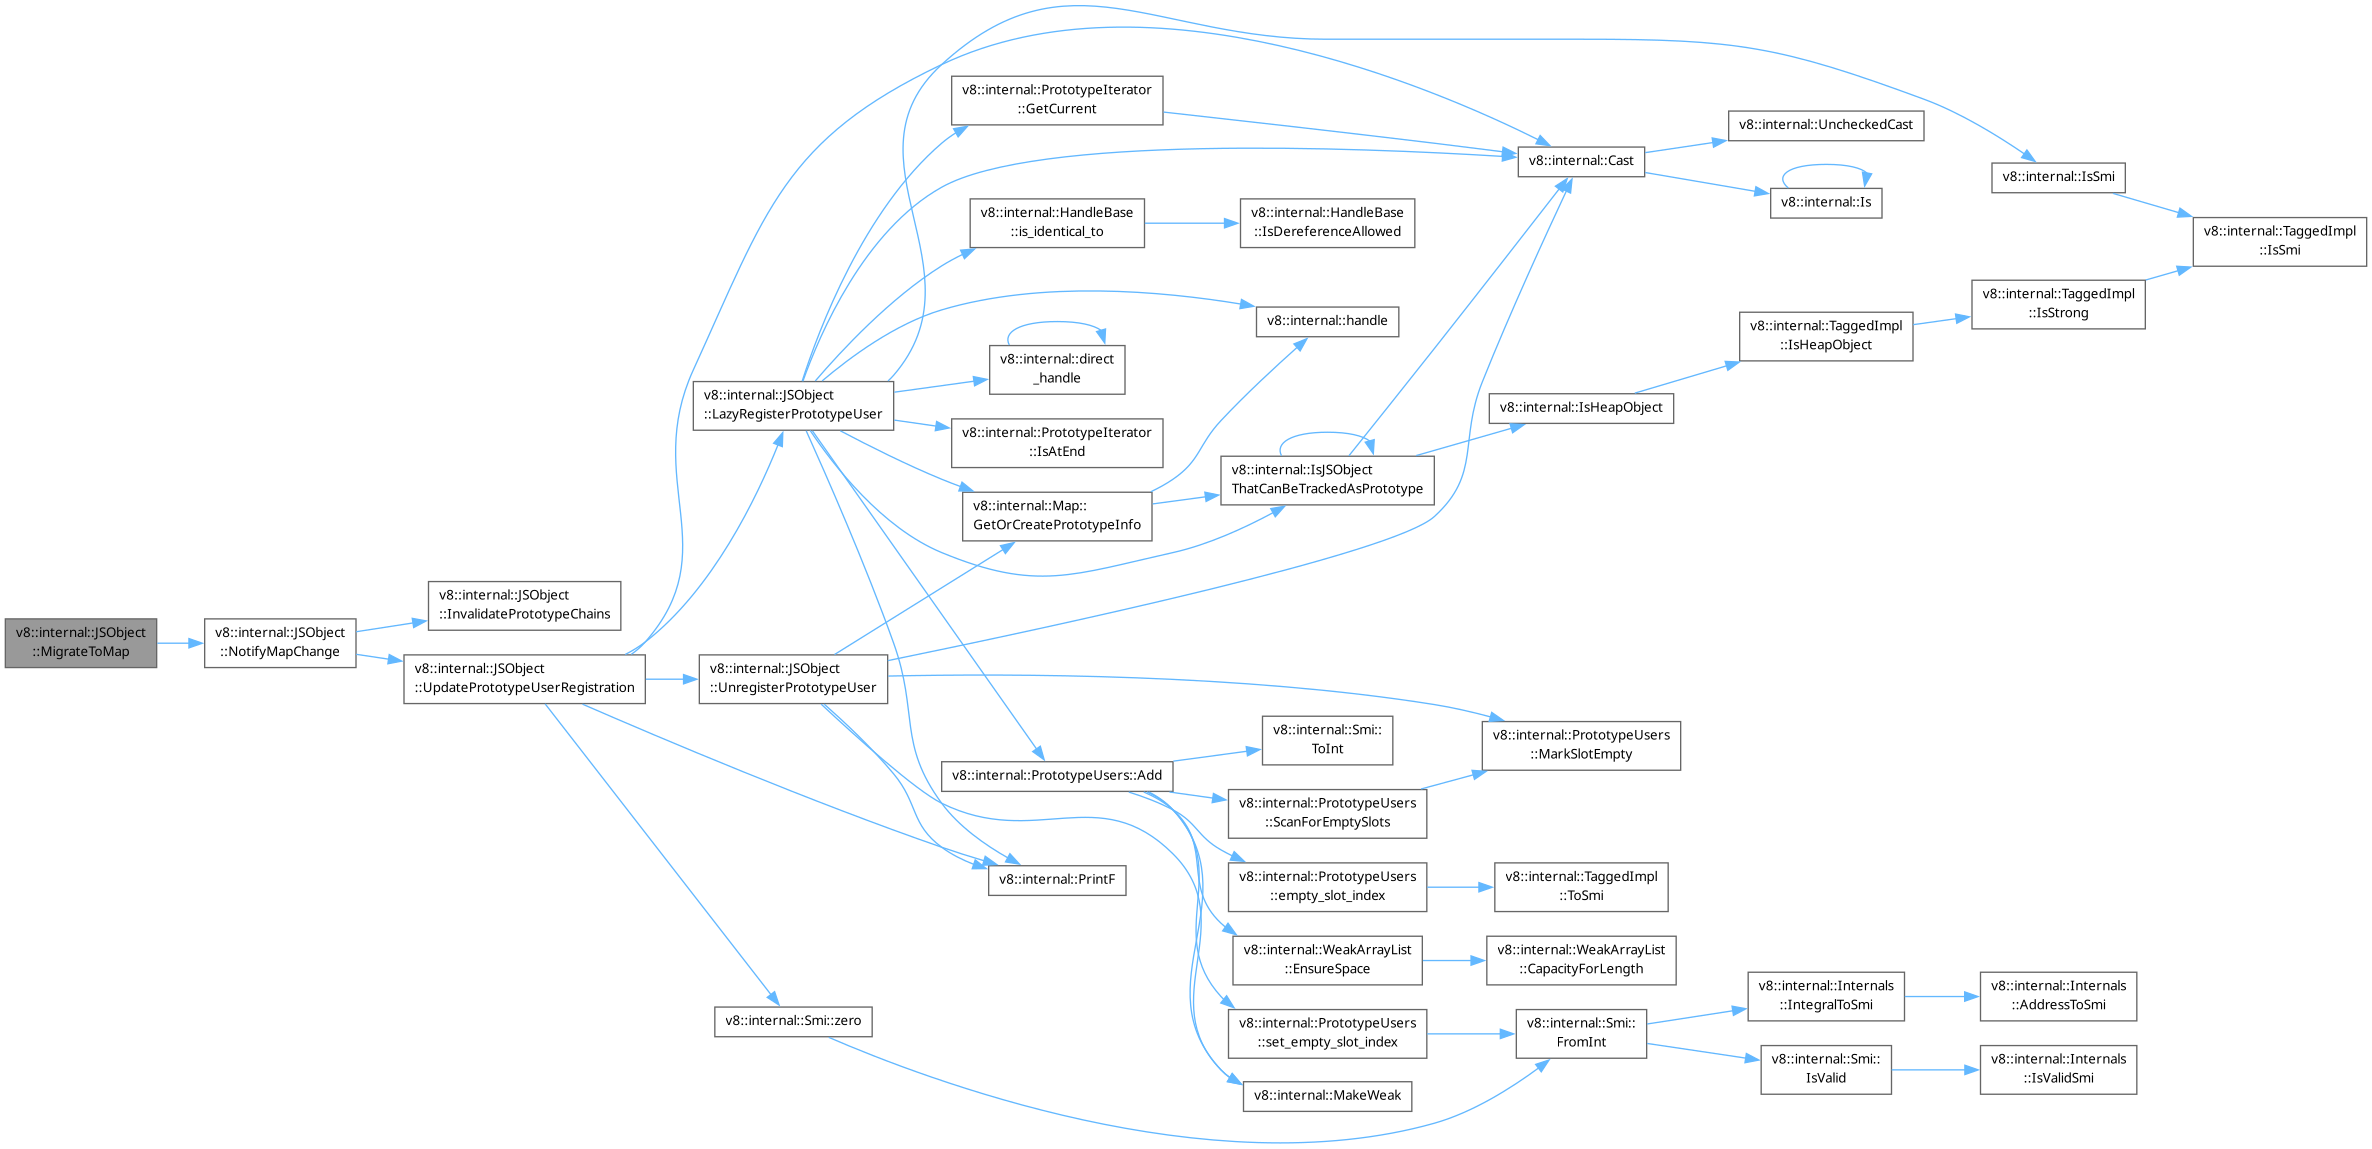 v8::internal::JSObject
::MigrateToMap
v8::internal::JSObject
::NotifyMapChange
v8::internal::JSObject
::InvalidatePrototypeChains
v8::internal::JSObject
::UpdatePrototypeUserRegistration
v8::internal::JSObject
::LazyRegisterPrototypeUser
v8::internal::JSObject
::UnregisterPrototypeUser
v8::internal::Smi::zero
v8::internal::PrototypeIterator
::GetCurrent
v8::internal::HandleBase
::is_identical_to
v8::internal::direct
_handle
v8::internal::PrototypeIterator
::IsAtEnd
v8::internal::Map::
GetOrCreatePrototypeInfo
v8::internal::PrototypeUsers::Add
v8::internal::PrintF
v8::internal::HandleBase
::IsDereferenceAllowed
v8::internal::handle
v8::internal::IsJSObject
ThatCanBeTrackedAsPrototype
v8::internal::Smi::
ToInt
v8::internal::PrototypeUsers
::ScanForEmptySlots
v8::internal::PrototypeUsers
::empty_slot_index
v8::internal::WeakArrayList
::EnsureSpace
v8::internal::PrototypeUsers
::set_empty_slot_index
v8::internal::MakeWeak
v8::internal::Cast
v8::internal::IsHeapObject
v8::internal::PrototypeUsers
::MarkSlotEmpty
v8::internal::TaggedImpl
::ToSmi
v8::internal::WeakArrayList
::CapacityForLength
v8::internal::Smi::
FromInt
v8::internal::UncheckedCast
v8::internal::Is
v8::internal::TaggedImpl
::IsHeapObject
v8::internal::Internals
::IntegralToSmi
v8::internal::Smi::
IsValid
v8::internal::IsSmi
v8::internal::TaggedImpl
::IsStrong
v8::internal::Internals
::AddressToSmi
v8::internal::Internals
::IsValidSmi
v8::internal::TaggedImpl
::IsSmi